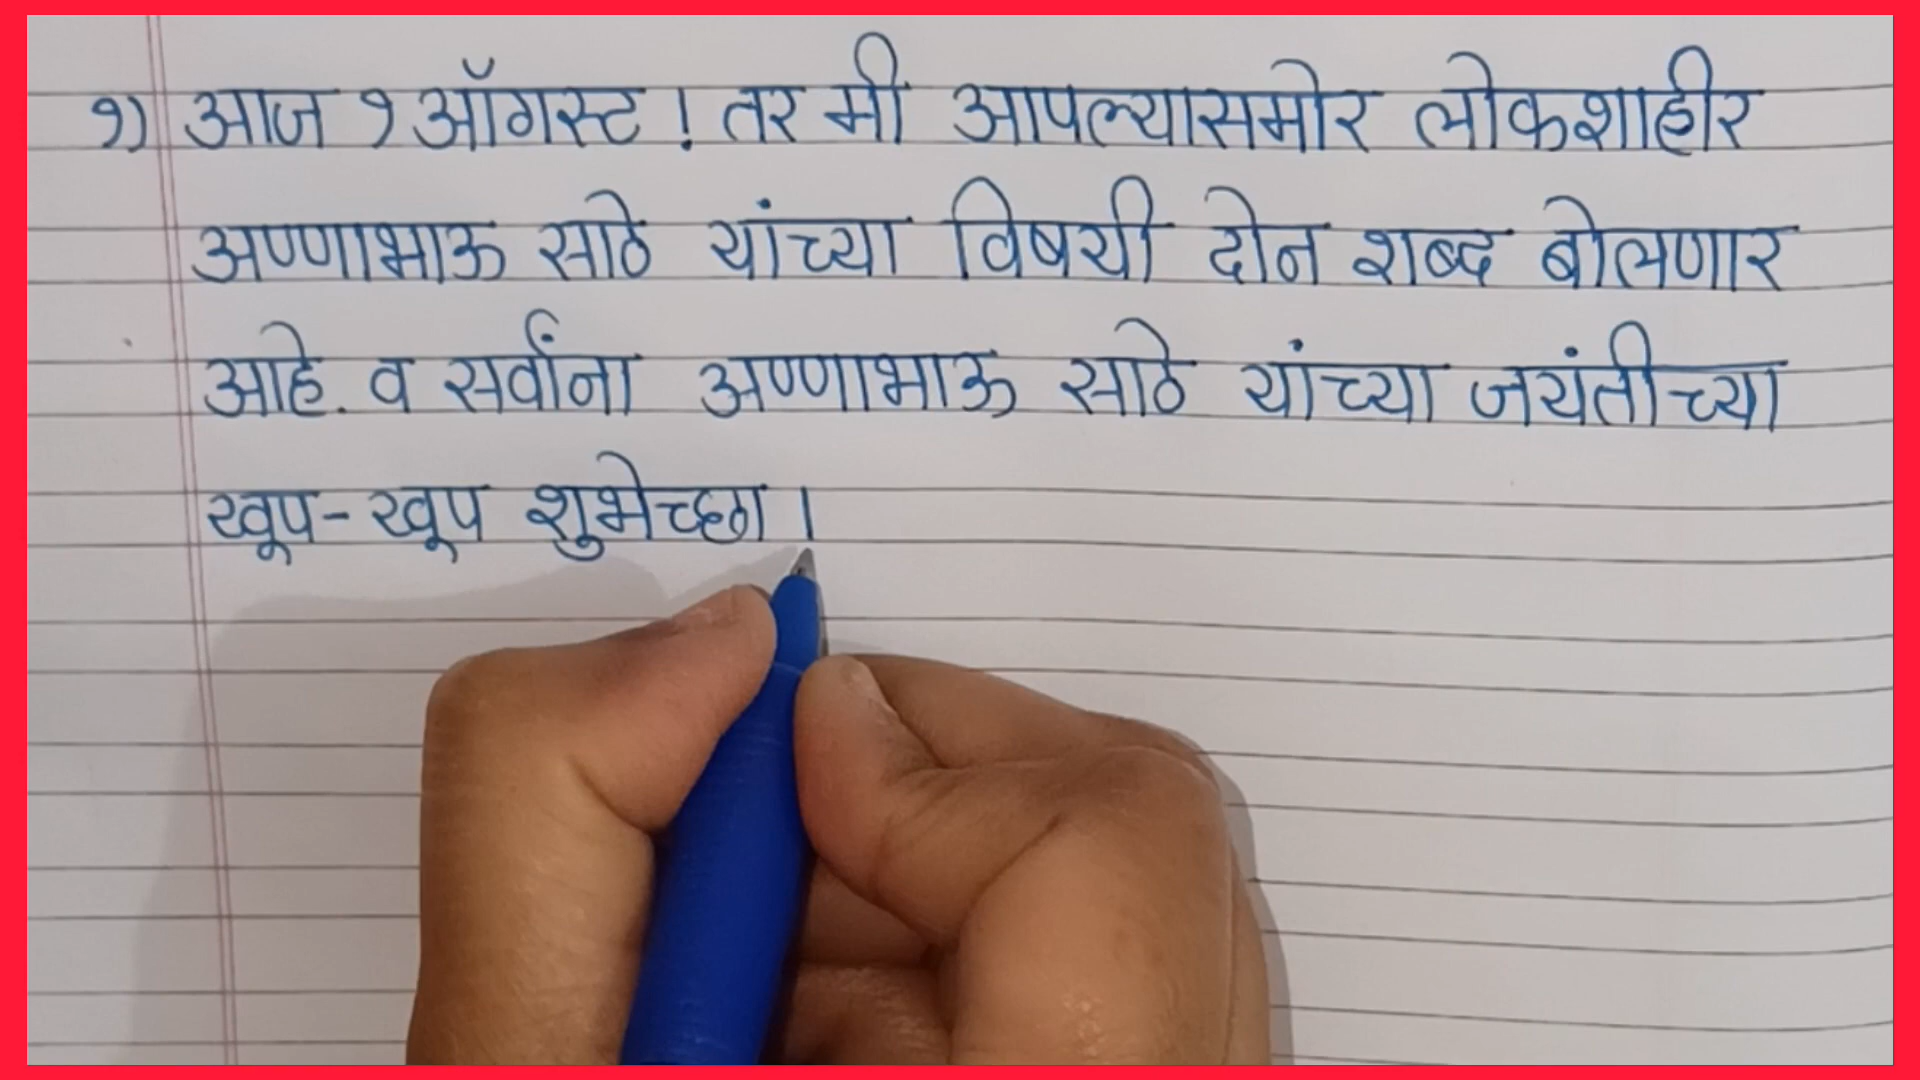 १) आज १ ऑगस्ट ! तर मी आपल्यासमोर लोकशाहीर
अण्णाभाऊ साठे यांच्या विषयी दोन शब्द बोलणार
आहे. व सर्वांना अण्णाभाऊ साठे यांच्या जयंतीच्या
खूप-खूप शुभेच्छा ।